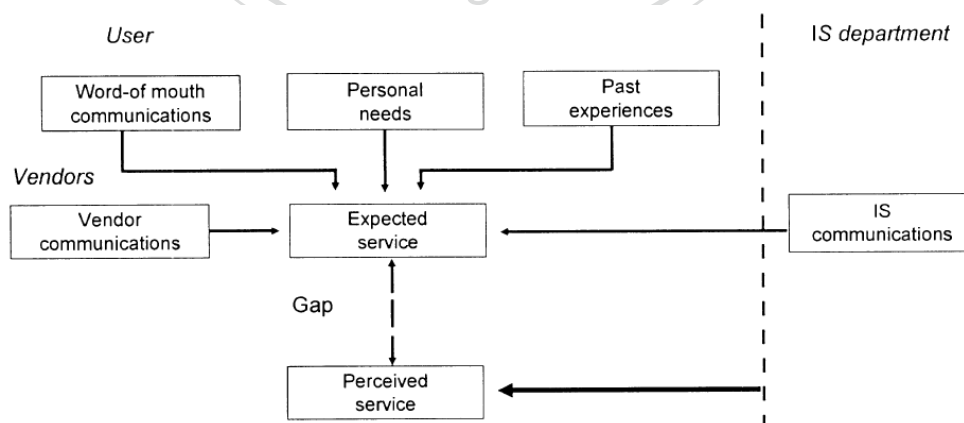 User
IS department
Word-of mouth
communications
Personal
needs
Past
experiences
Vendors
Vendor
communications
Expected
service
IS
communications
Gap
Perceived
service